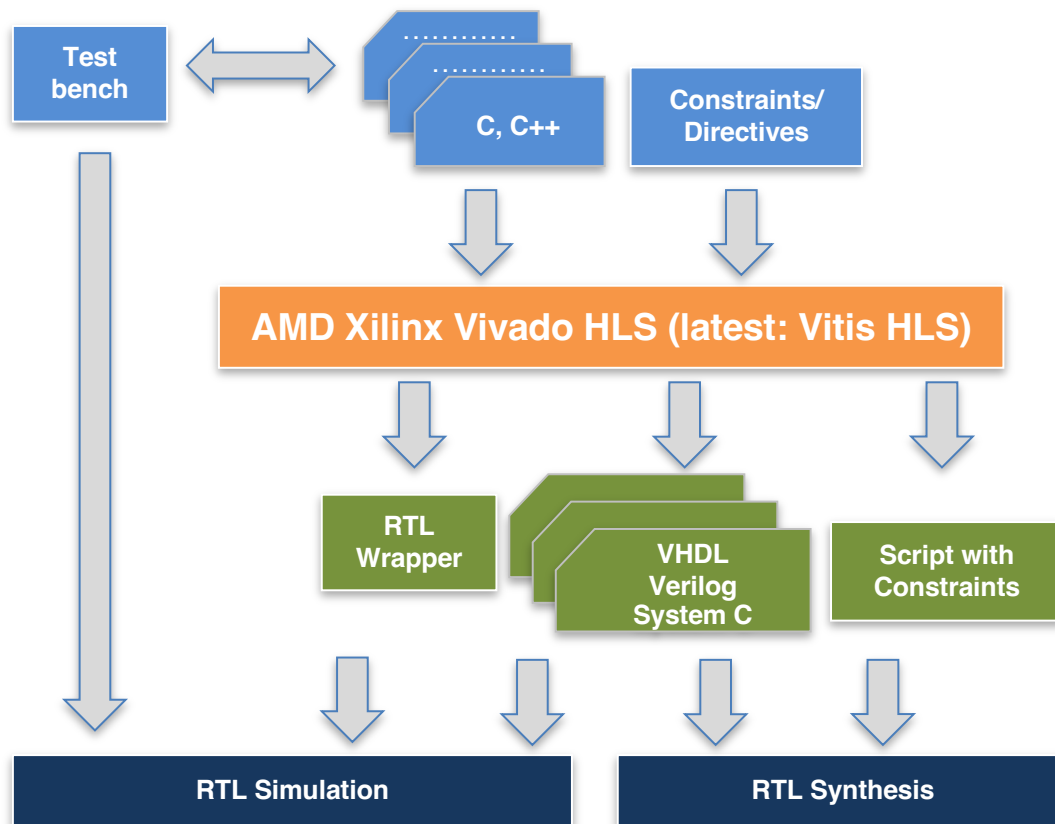 ............
............
Test
bench
C, C++
Constraints/
Directives
AMD Xilinx Vivado HLS (latest: Vitis HLS)
RTL
Wrapper
VHDL
Verilog
System C
Script with
Constraints
RTL Simulation
RTL Synthesis